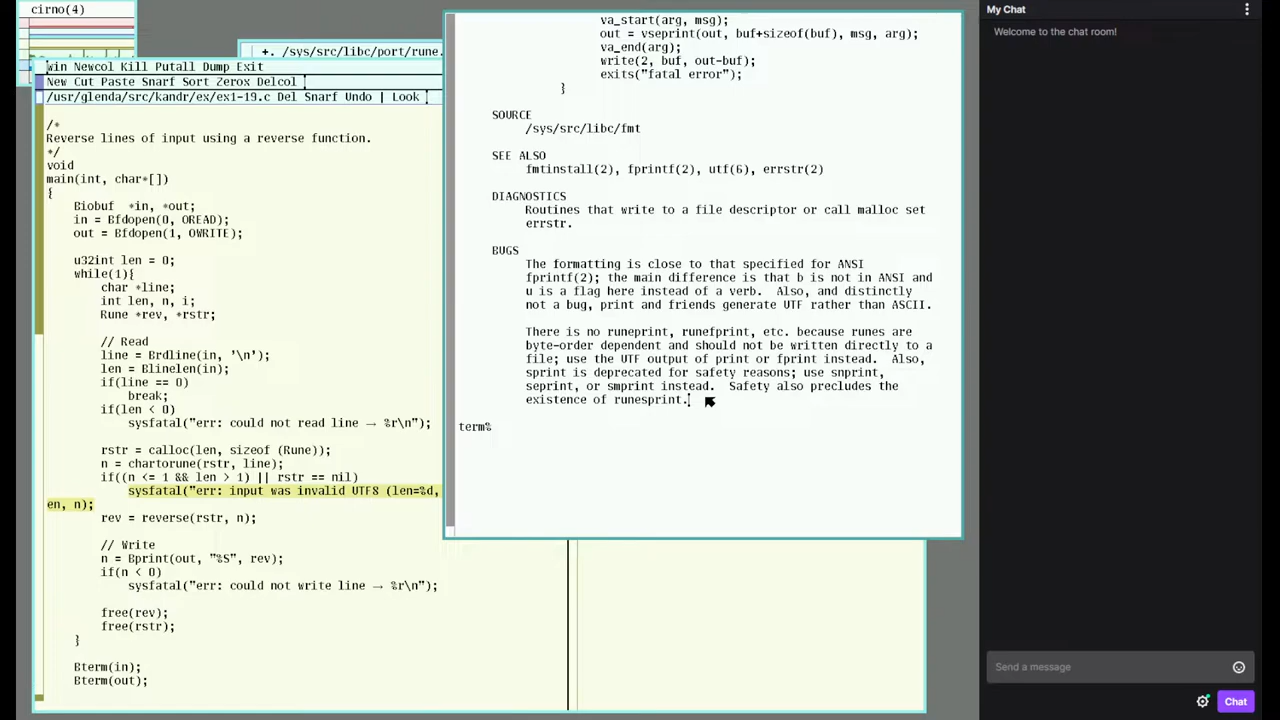 cirno(4)
+. /sys/src/libc/port/rune.
win Newcol Kill Putall Dump Exit
New Cut Paste Snarf Sort Zerox Delcol
/usr/glenda/src/kandr/ex/ex1-19.c Del Snarf Undo | Look
/*
Reverse lines of input using a reverse function.
*/
void
main(int, char*[])
{
Biobuf *in, *out;
in = Bfdopen(0, OREAD);
out = Bfdopen(1, OWRITE);
u32int len = 0;
while(1){
char *line;
int len, n, i;
Rune *rev, *rstr;
// Read
line = Brdline(in, '\n');
len = Blinelen(in);
if(line == 0)
break;
if(len < 0)
sysfatal("err: could not read line → %r\n");
rstr = calloc(len, sizeof (Rune));
n = chartorune(rstr, line);
if((n <= 1 && len > 1) || rstr == nil)
sysfatal("err: input was invalid UTF8 (len=%d,
en, n);
rev = reverse(rstr, n);
// Write
n = Bprint(out, "%S", rev);
if(n < 0)
sysfatal("err: could not write line → %r\n");
free(rev);
free(rstr);
}
Bterm(in);
Bterm(out);
va_start(arg, msg);
out = vseprint(out, buf+sizeof(buf), msg, arg);
va_end(arg);
write(2, buf, out-buf);
exits("fatal error");
}
SOURCE
/sys/src/libc/fmt
SEE ALSO
fmtinstall(2), fprintf(2), utf(6), errstr(2)
DIAGNOSTICS
Routines that write to a file descriptor or call malloc set
errstr.
BUGS
The formatting is close to that specified for ANSI
fprintf(2); the main difference is that b is not in ANSI and
u is a flag here instead of a verb. Also, and distinctly
not a bug, print and friends generate UTF rather than ASCII.
There is no runeprint, runefprint, etc. because runes are
byte-order dependent and should not be written directly to a
file; use the UTF output of print or fprint instead. Also,
sprint is deprecated for safety reasons; use snprint,
seprint, or smprint instead. Safety also precludes the
existence of runesprint.
term%
My Chat
Welcome to the chat room!
Send a message
Chat